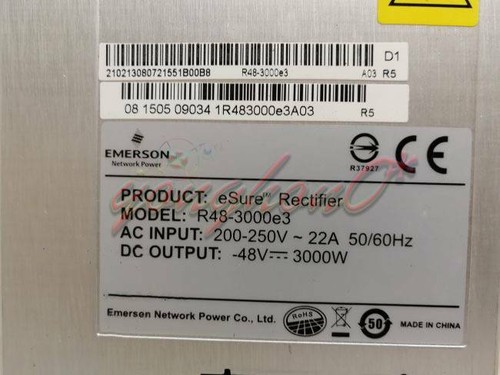 D1
210213080721551B00B8 R48-3000e3 A03 R5
08 1505 09034 1R483000e3A03 R5
EMERSON
Network Power
R37927
PRODUCT: eSure™ Rectifier
MODEL: R48-3000e3
AC INPUT: 200-250V ~ 22A 50/60Hz
DC OUTPUT: -48V⎓ 3000W
Emerson Network Power Co., Ltd. RoHS 50 MADE IN CHINA
yonghon0